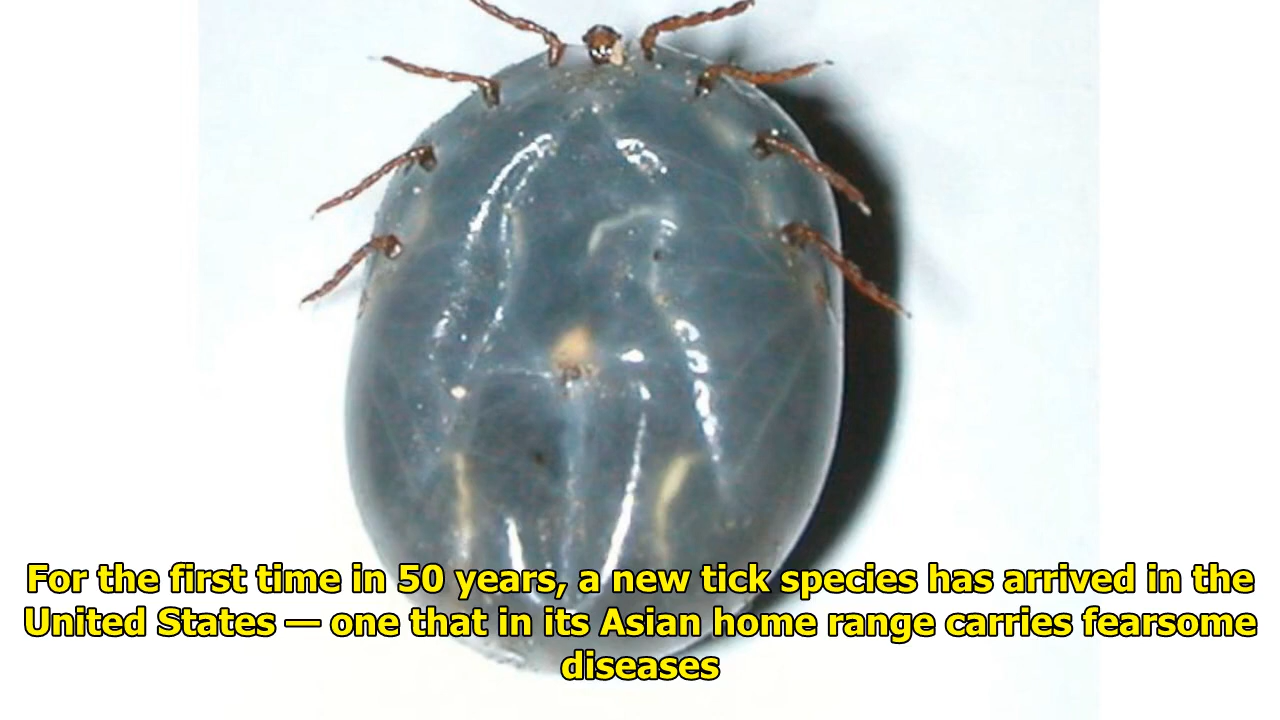 For the first time in 50 years, a new tick species has arrived in the
United States — one that in its Asian home range carries fearsome
diseases